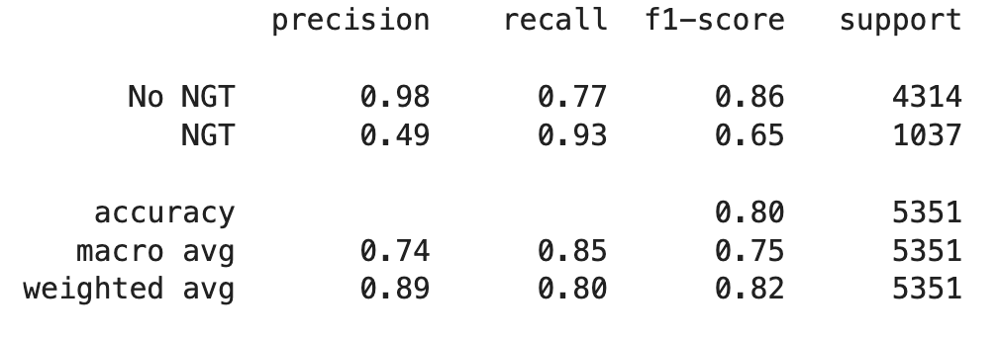 precision recall f1-score support
No NGT 0.98 0.77 0.86 4314
NGT 0.49 0.93 0.65 1037
accuracy 0.80 5351
macro avg 0.74 0.85 0.75 5351
weighted avg 0.89 0.80 0.82 5351